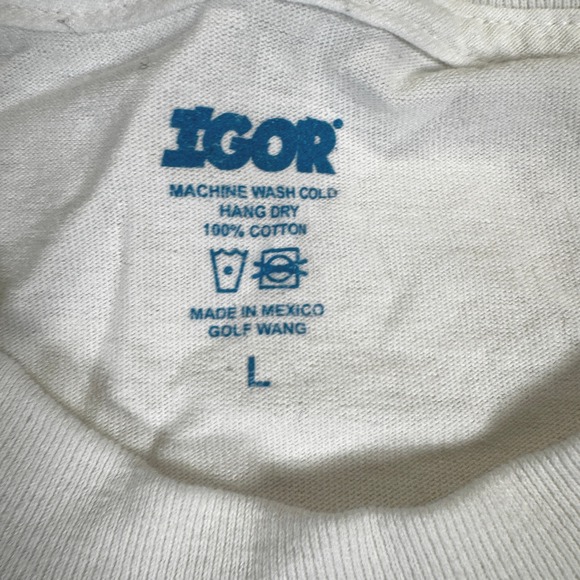 IGOR
MACHINE WASH COLD
HANG DRY
100% COTTON
MADE IN MEXICO
GOLF WANG
L